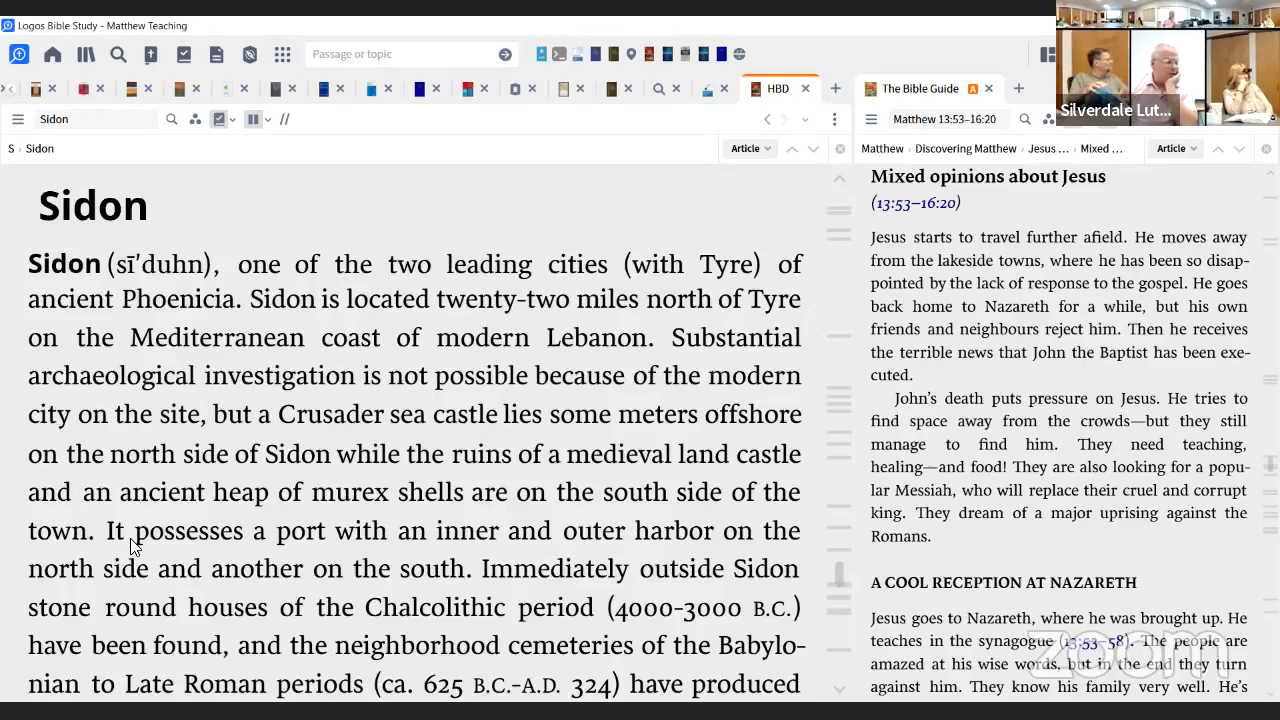 Logos Bible Study - Matthew Teaching
Passage or topic
HBD
The Bible Guide
A
Sidon
Matthew 13:53–16:20
Silverdale Lut...
S › Sidon
Article
Matthew › Discovering Matthew › Jesus ... › Mixed ...
Article
Sidon
Sidon (sī′duhn), one of the two leading cities (with Tyre) of
ancient Phoenicia. Sidon is located twenty-two miles north of Tyre
on the Mediterranean coast of modern Lebanon. Substantial
archaeological investigation is not possible because of the modern
city on the site, but a Crusader sea castle lies some meters offshore
on the north side of Sidon while the ruins of a medieval land castle
and an ancient heap of murex shells are on the south side of the
town. It possesses a port with an inner and outer harbor on the
north side and another on the south. Immediately outside Sidon
stone round houses of the Chalcolithic period (4000-3000 B.C.)
have been found, and the neighborhood cemeteries of the Babylo-
nian to Late Roman periods (ca. 625 B.C.-A.D. 324) have produced
Mixed opinions about Jesus
(13:53–16:20)
Jesus starts to travel further afield. He moves away
from the lakeside towns, where he has been so disap-
pointed by the lack of response to the gospel. He goes
back home to Nazareth for a while, but his own
friends and neighbours reject him. Then he receives
the terrible news that John the Baptist has been exe-
cuted.
John's death puts pressure on Jesus. He tries to
find space away from the crowds—but they still
manage to find him. They need teaching,
healing—and food! They are also looking for a popu-
lar Messiah, who will replace their cruel and corrupt
king. They dream of a major uprising against the
Romans.
A COOL RECEPTION AT NAZARETH
Jesus goes to Nazareth, where he was brought up. He
teaches in the synagogue (13:53–58). The people are
amazed at his wise words, but in the end they turn
against him. They know his family very well. He's
zoom